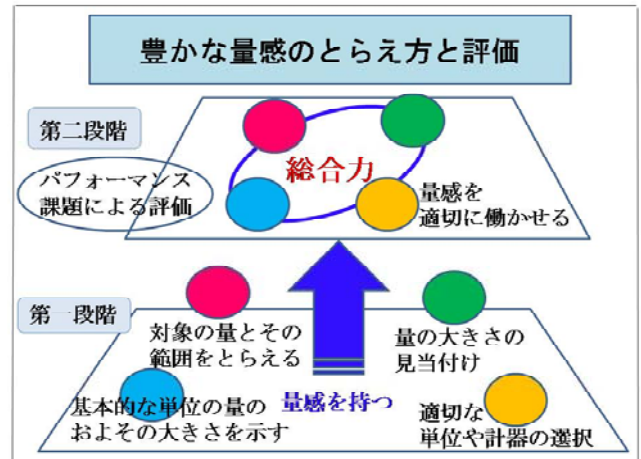 豊かな量感のとらえ方と評価
第二段階
パフォーマンス
課題による評価
総合力
量感を
適切に働かせる
第一段階
対象の量とその
範囲をとらえる
量の大きさの
見当付け
基本的な単位の量の
およその大きさを示す
量感を持つ
適切な
単位や計器の選択